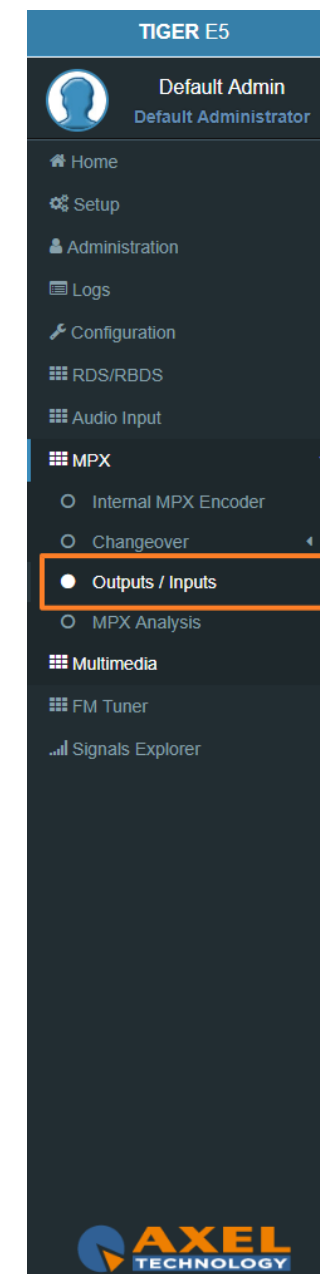 TIGER E5
Default Admin
Default Administrator
Home
Setup
Administration
Logs
Configuration
RDS/RBDS
Audio Input
MPX
Internal MPX Encoder
Changeover
Outputs / Inputs
MPX Analysis
Multimedia
FM Tuner
Signals Explorer
AXEL
TECHNOLOGY